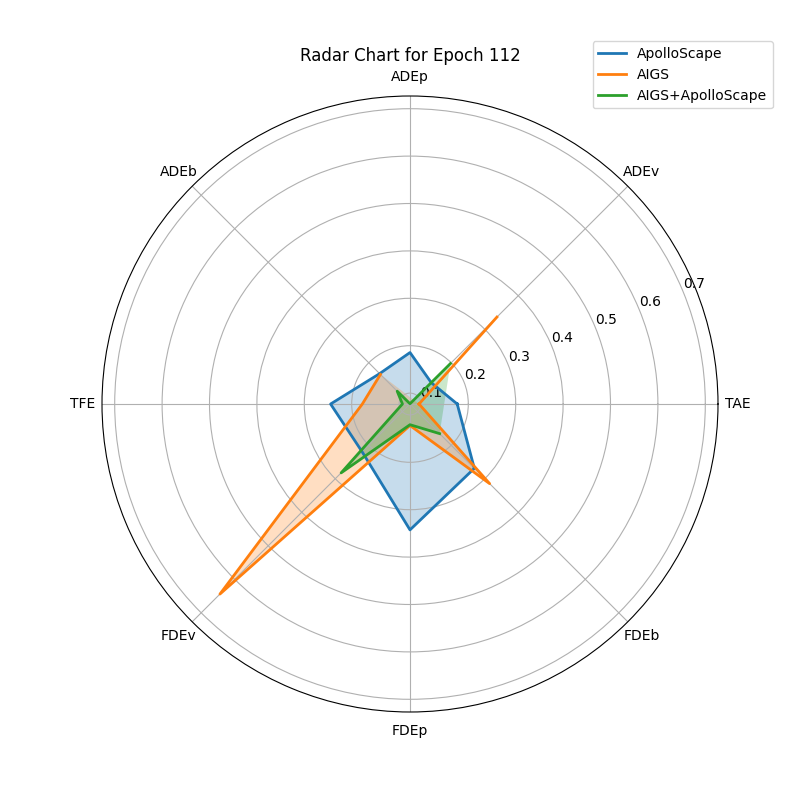 Radar Chart for Epoch 112
ApolloScape
AIGS
AIGS+ApolloScape
ADEp
ADEb
ADEv
0.7
0.6
0.5
0.4
0.3
0.2
0.1
TFE
TAE
FDEv
FDEb
FDEp